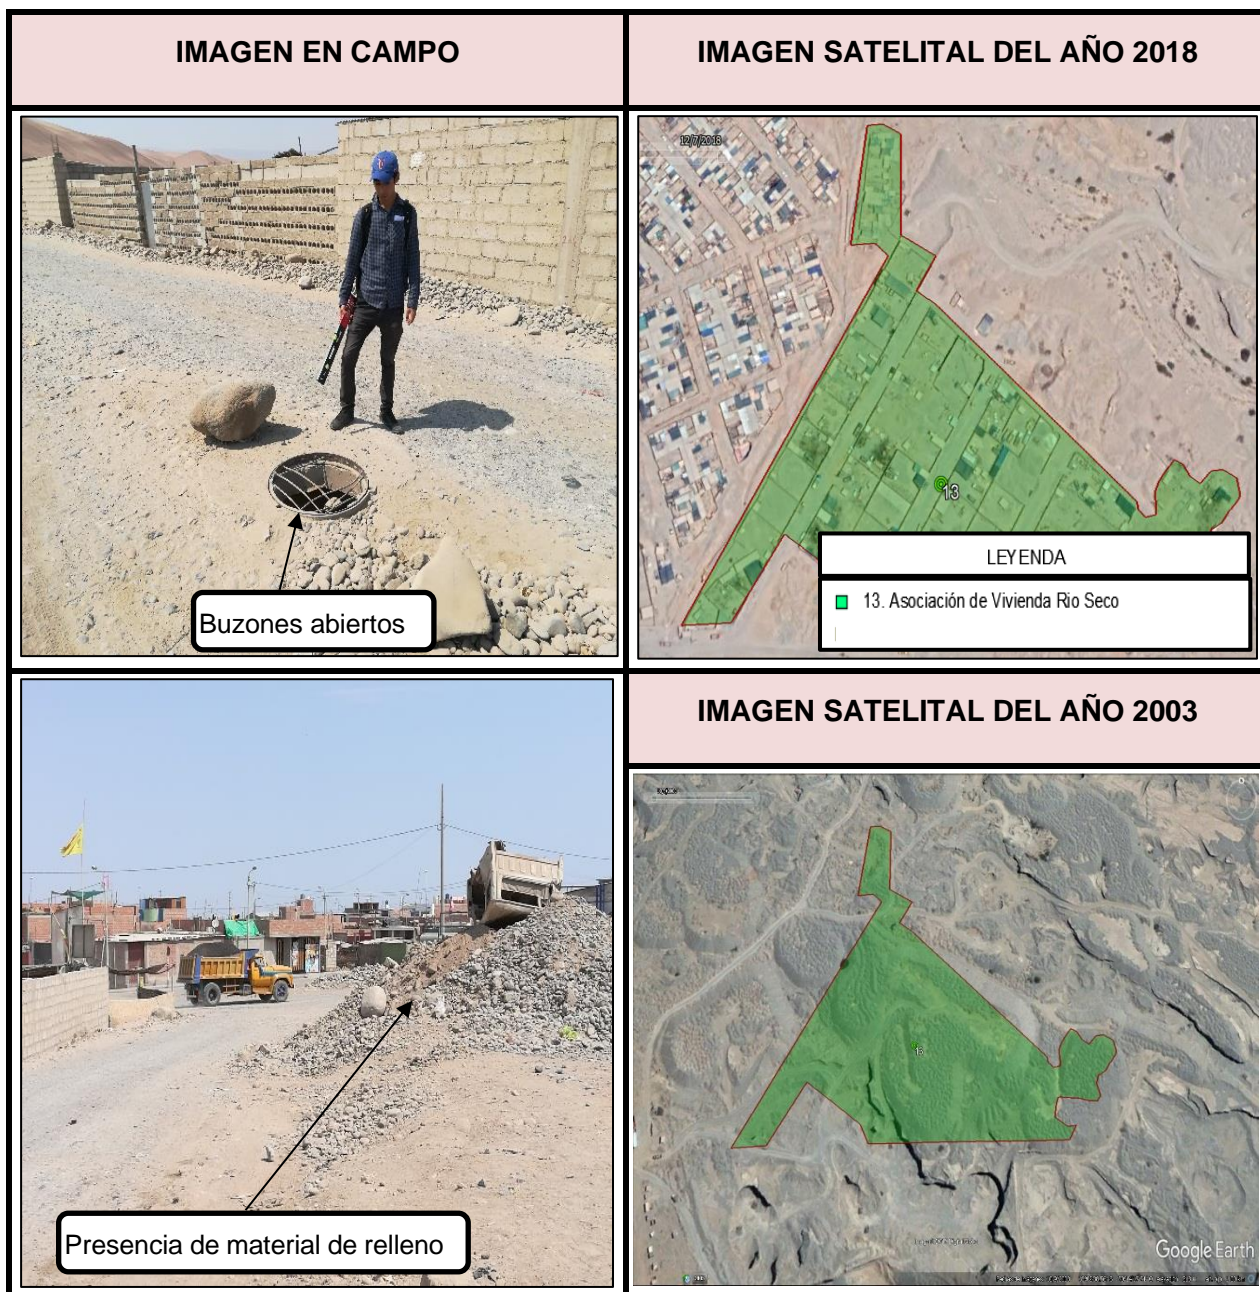 IMAGEN EN CAMPO
IMAGEN SATELITAL DEL AÑO 2018
12/7/2018
13
LEYENDA
13. Asociación de Vivienda Rio Seco
Buzones abiertos
IMAGEN SATELITAL DEL AÑO 2003
13
Google Earth
Presencia de material de relleno